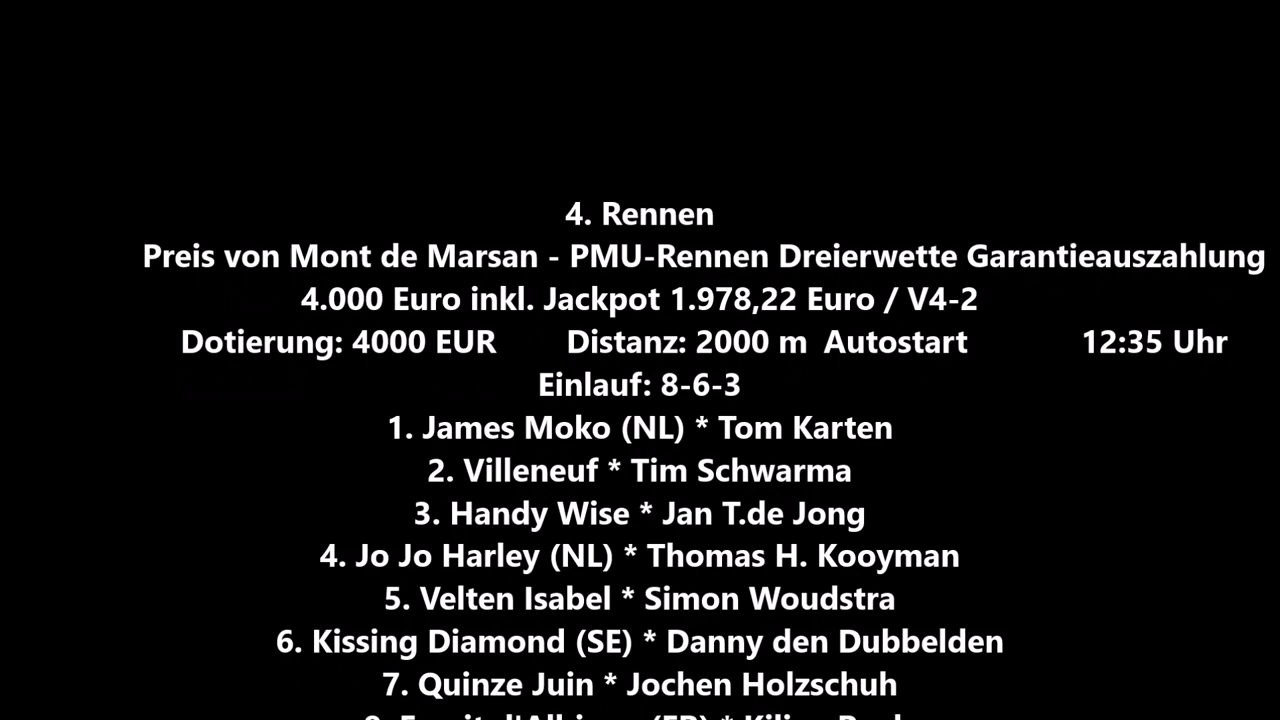 4. Rennen
Preis von Mont de Marsan - PMU-Rennen Dreierwette Garantieauszahlung
4.000 Euro inkl. Jackpot 1.978,22 Euro / V4-2
Dotierung: 4000 EUR Distanz: 2000 m Autostart 12:35 Uhr
Einlauf: 8-6-3
1. James Moko (NL) * Tom Karten
2. Villeneuf * Tim Schwarma
3. Handy Wise * Jan T.de Jong
4. Jo Jo Harley (NL) * Thomas H. Kooyman
5. Velten Isabel * Simon Woudstra
6. Kissing Diamond (SE) * Danny den Dubbelden
7. Quinze Juin * Jochen Holzschuh
8.